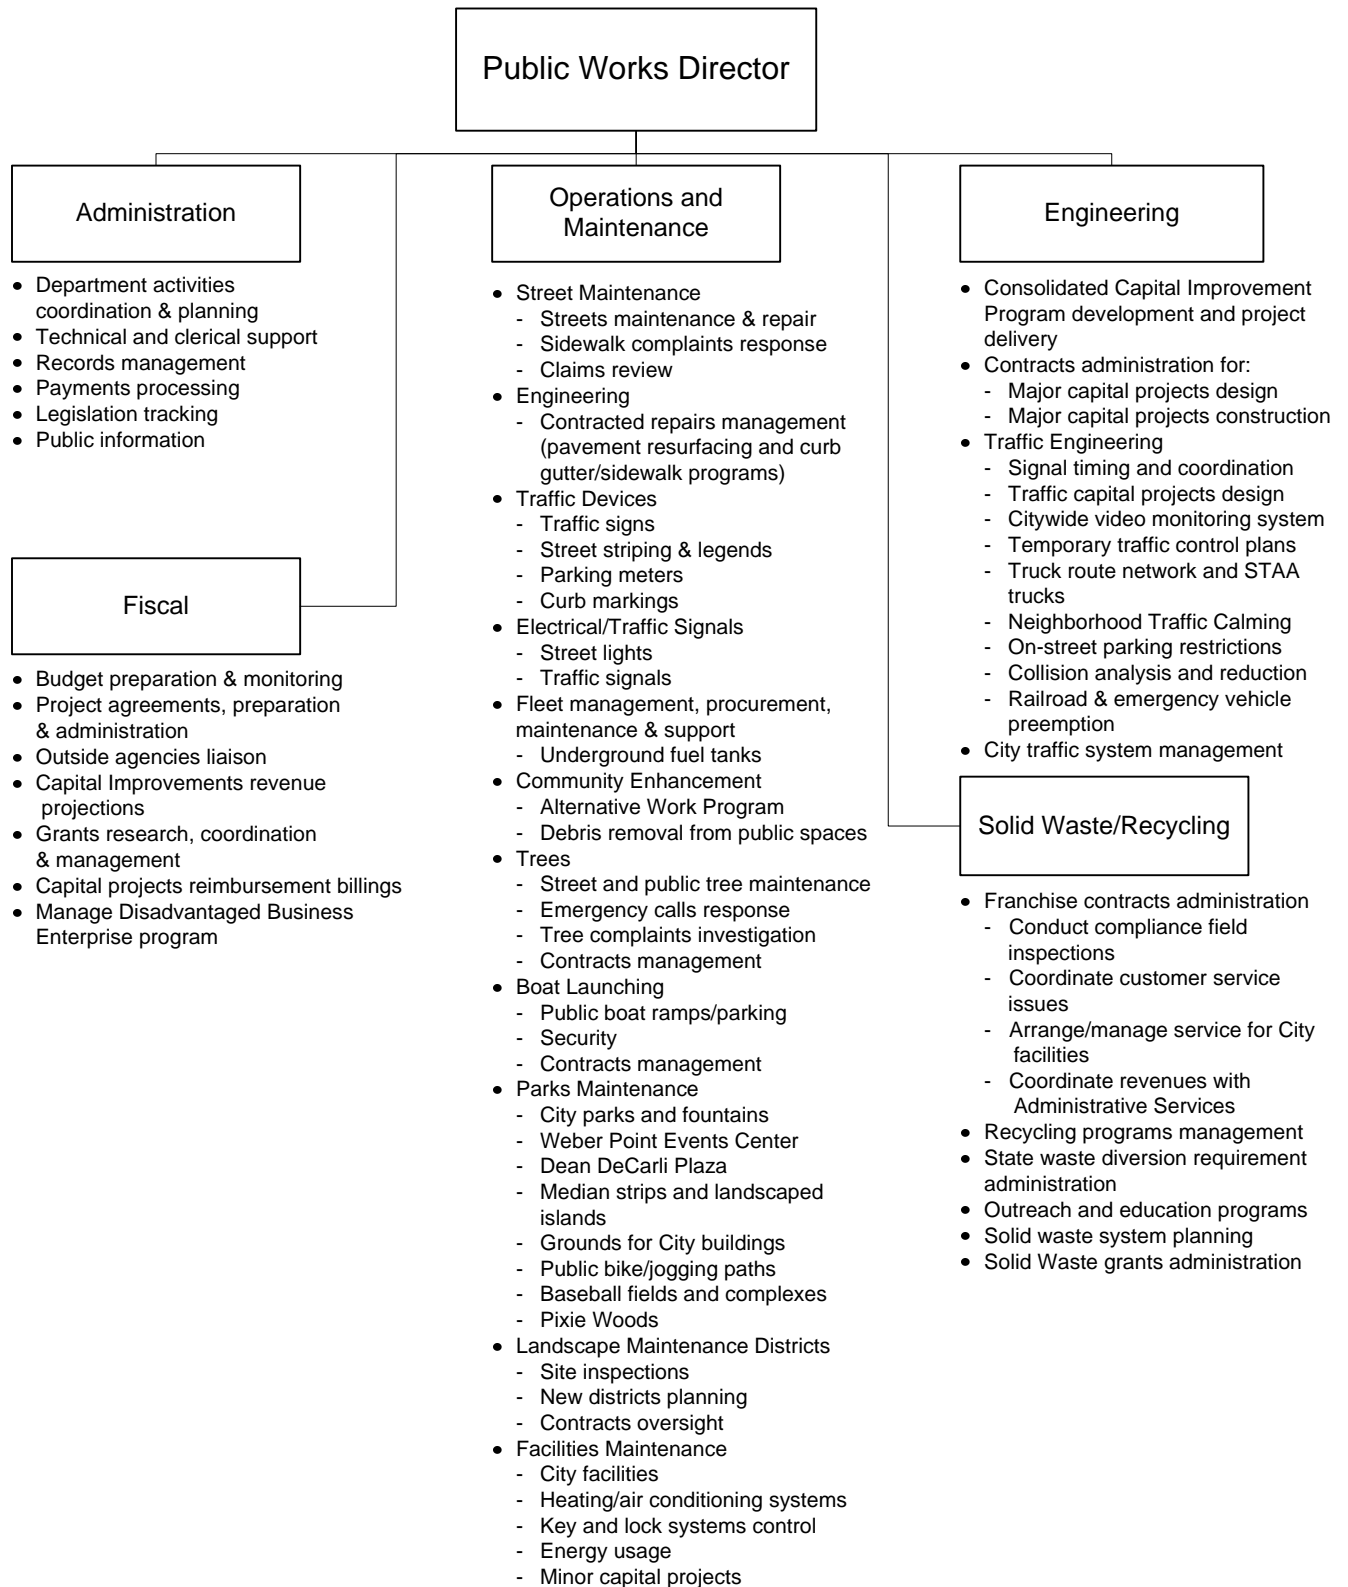 Public Works Director
Administration
• Department activities
coordination & planning
• Technical and clerical support
• Records management
• Payments processing
• Legislation tracking
• Public information
Fiscal
• Budget preparation & monitoring
• Project agreements, preparation
& administration
• Outside agencies liaison
• Capital Improvements revenue
projections
• Grants research, coordination
& management
• Capital projects reimbursement billings
• Manage Disadvantaged Business
Enterprise program
Operations and
Maintenance
• Street Maintenance
- Streets maintenance & repair
- Sidewalk complaints response
- Claims review
• Engineering
- Contracted repairs management
(pavement resurfacing and curb
gutter/sidewalk programs)
• Traffic Devices
- Traffic signs
- Street striping & legends
- Parking meters
- Curb markings
• Electrical/Traffic Signals
- Street lights
- Traffic signals
• Fleet management, procurement,
maintenance & support
- Underground fuel tanks
• Community Enhancement
- Alternative Work Program
- Debris removal from public spaces
• Trees
- Street and public tree maintenance
- Emergency calls response
- Tree complaints investigation
- Contracts management
• Boat Launching
- Public boat ramps/parking
- Security
- Contracts management
• Parks Maintenance
- City parks and fountains
- Weber Point Events Center
- Dean DeCarli Plaza
- Median strips and landscaped
islands
- Grounds for City buildings
- Public bike/jogging paths
- Baseball fields and complexes
- Pixie Woods
• Landscape Maintenance Districts
- Site inspections
- New districts planning
- Contracts oversight
• Facilities Maintenance
- City facilities
- Heating/air conditioning systems
- Key and lock systems control
- Energy usage
- Minor capital projects
Engineering
• Consolidated Capital Improvement
Program development and project
delivery
• Contracts administration for:
- Major capital projects design
- Major capital projects construction
• Traffic Engineering
- Signal timing and coordination
- Traffic capital projects design
- Citywide video monitoring system
- Temporary traffic control plans
- Truck route network and STAA
trucks
- Neighborhood Traffic Calming
- On-street parking restrictions
- Collision analysis and reduction
- Railroad & emergency vehicle
preemption
• City traffic system management
Solid Waste/Recycling
• Franchise contracts administration
- Conduct compliance field
inspections
- Coordinate customer service
issues
- Arrange/manage service for City
facilities
- Coordinate revenues with
Administrative Services
• Recycling programs management
• State waste diversion requirement
administration
• Outreach and education programs
• Solid waste system planning
• Solid Waste grants administration